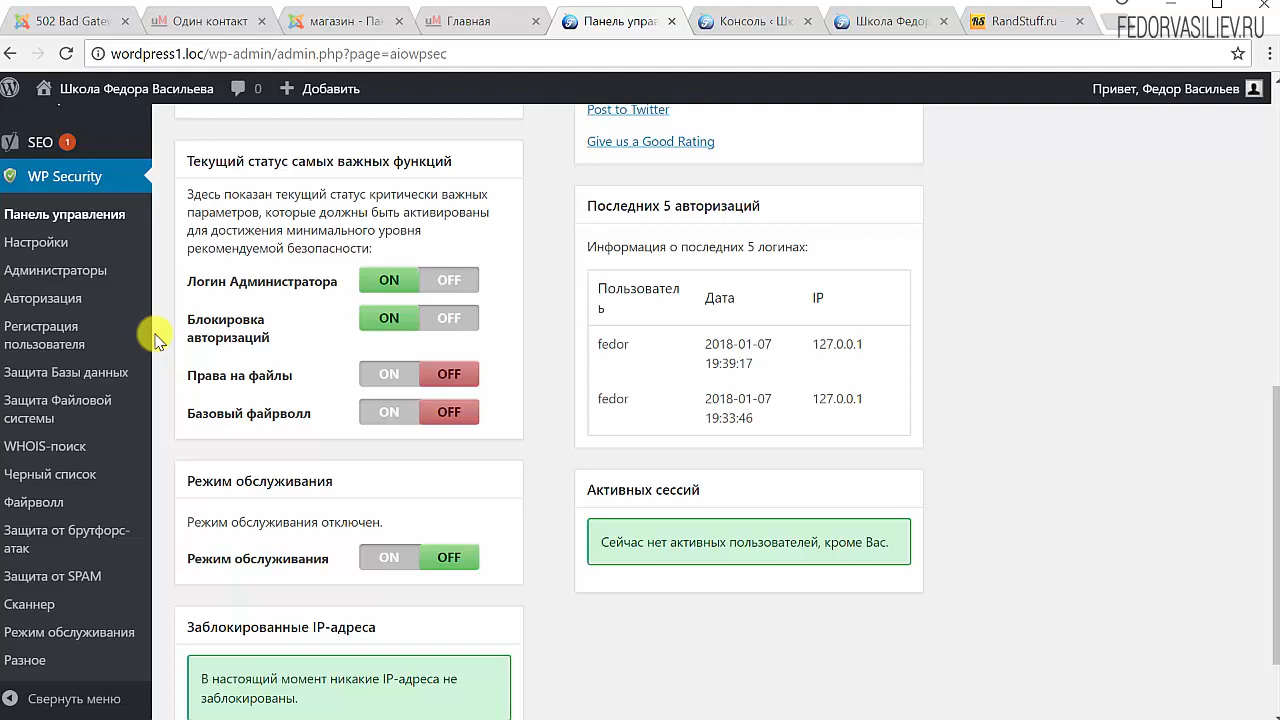 502 Bad Gatew
Один контакт
магазин - Па
Главная
Панель упра
Консоль ‹ Шк
Школа Федор
RandStuff.ru -
FEDORVASILIEV.RU
wordpress1.loc/wp-admin/admin.php?page=aiowpsec
Школа Федора Васильева
0
Добавить
Привет, Федор Васильев
SEO 1
WP Security
Панель управления
Настройки
Администраторы
Авторизация
Регистрация
пользователя
Защита Базы данных
Защита Файловой
системы
WHOIS-поиск
Черный список
Файрволл
Защита от брутфорс-
атак
Защита от SPAM
Сканнер
Режим обслуживания
Разное
Свернуть меню
Текущий статус самых важных функций
Здесь показан текущий статус критически важных
параметров, которые должны быть активированы
для достижения минимального уровня
рекомендуемой безопасности:
Логин Администратора ON OFF
Блокировка
авторизаций
ON OFF
Права на файлы ON OFF
Базовый файрволл ON OFF
Режим обслуживания
Режим обслуживания отключен.
Режим обслуживания ON OFF
Заблокированные IP-адреса
В настоящий момент никакие IP-адреса не
заблокированы.
Post to Twitter
Give us a Good Rating
Последних 5 авторизаций
Информация о последних 5 логинах:
Пользовател
ь
Дата
IP
fedor
2018-01-07
19:39:17
127.0.0.1
fedor
2018-01-07
19:33:46
127.0.0.1
Активных сессий
Сейчас нет активных пользователей, кроме Вас.